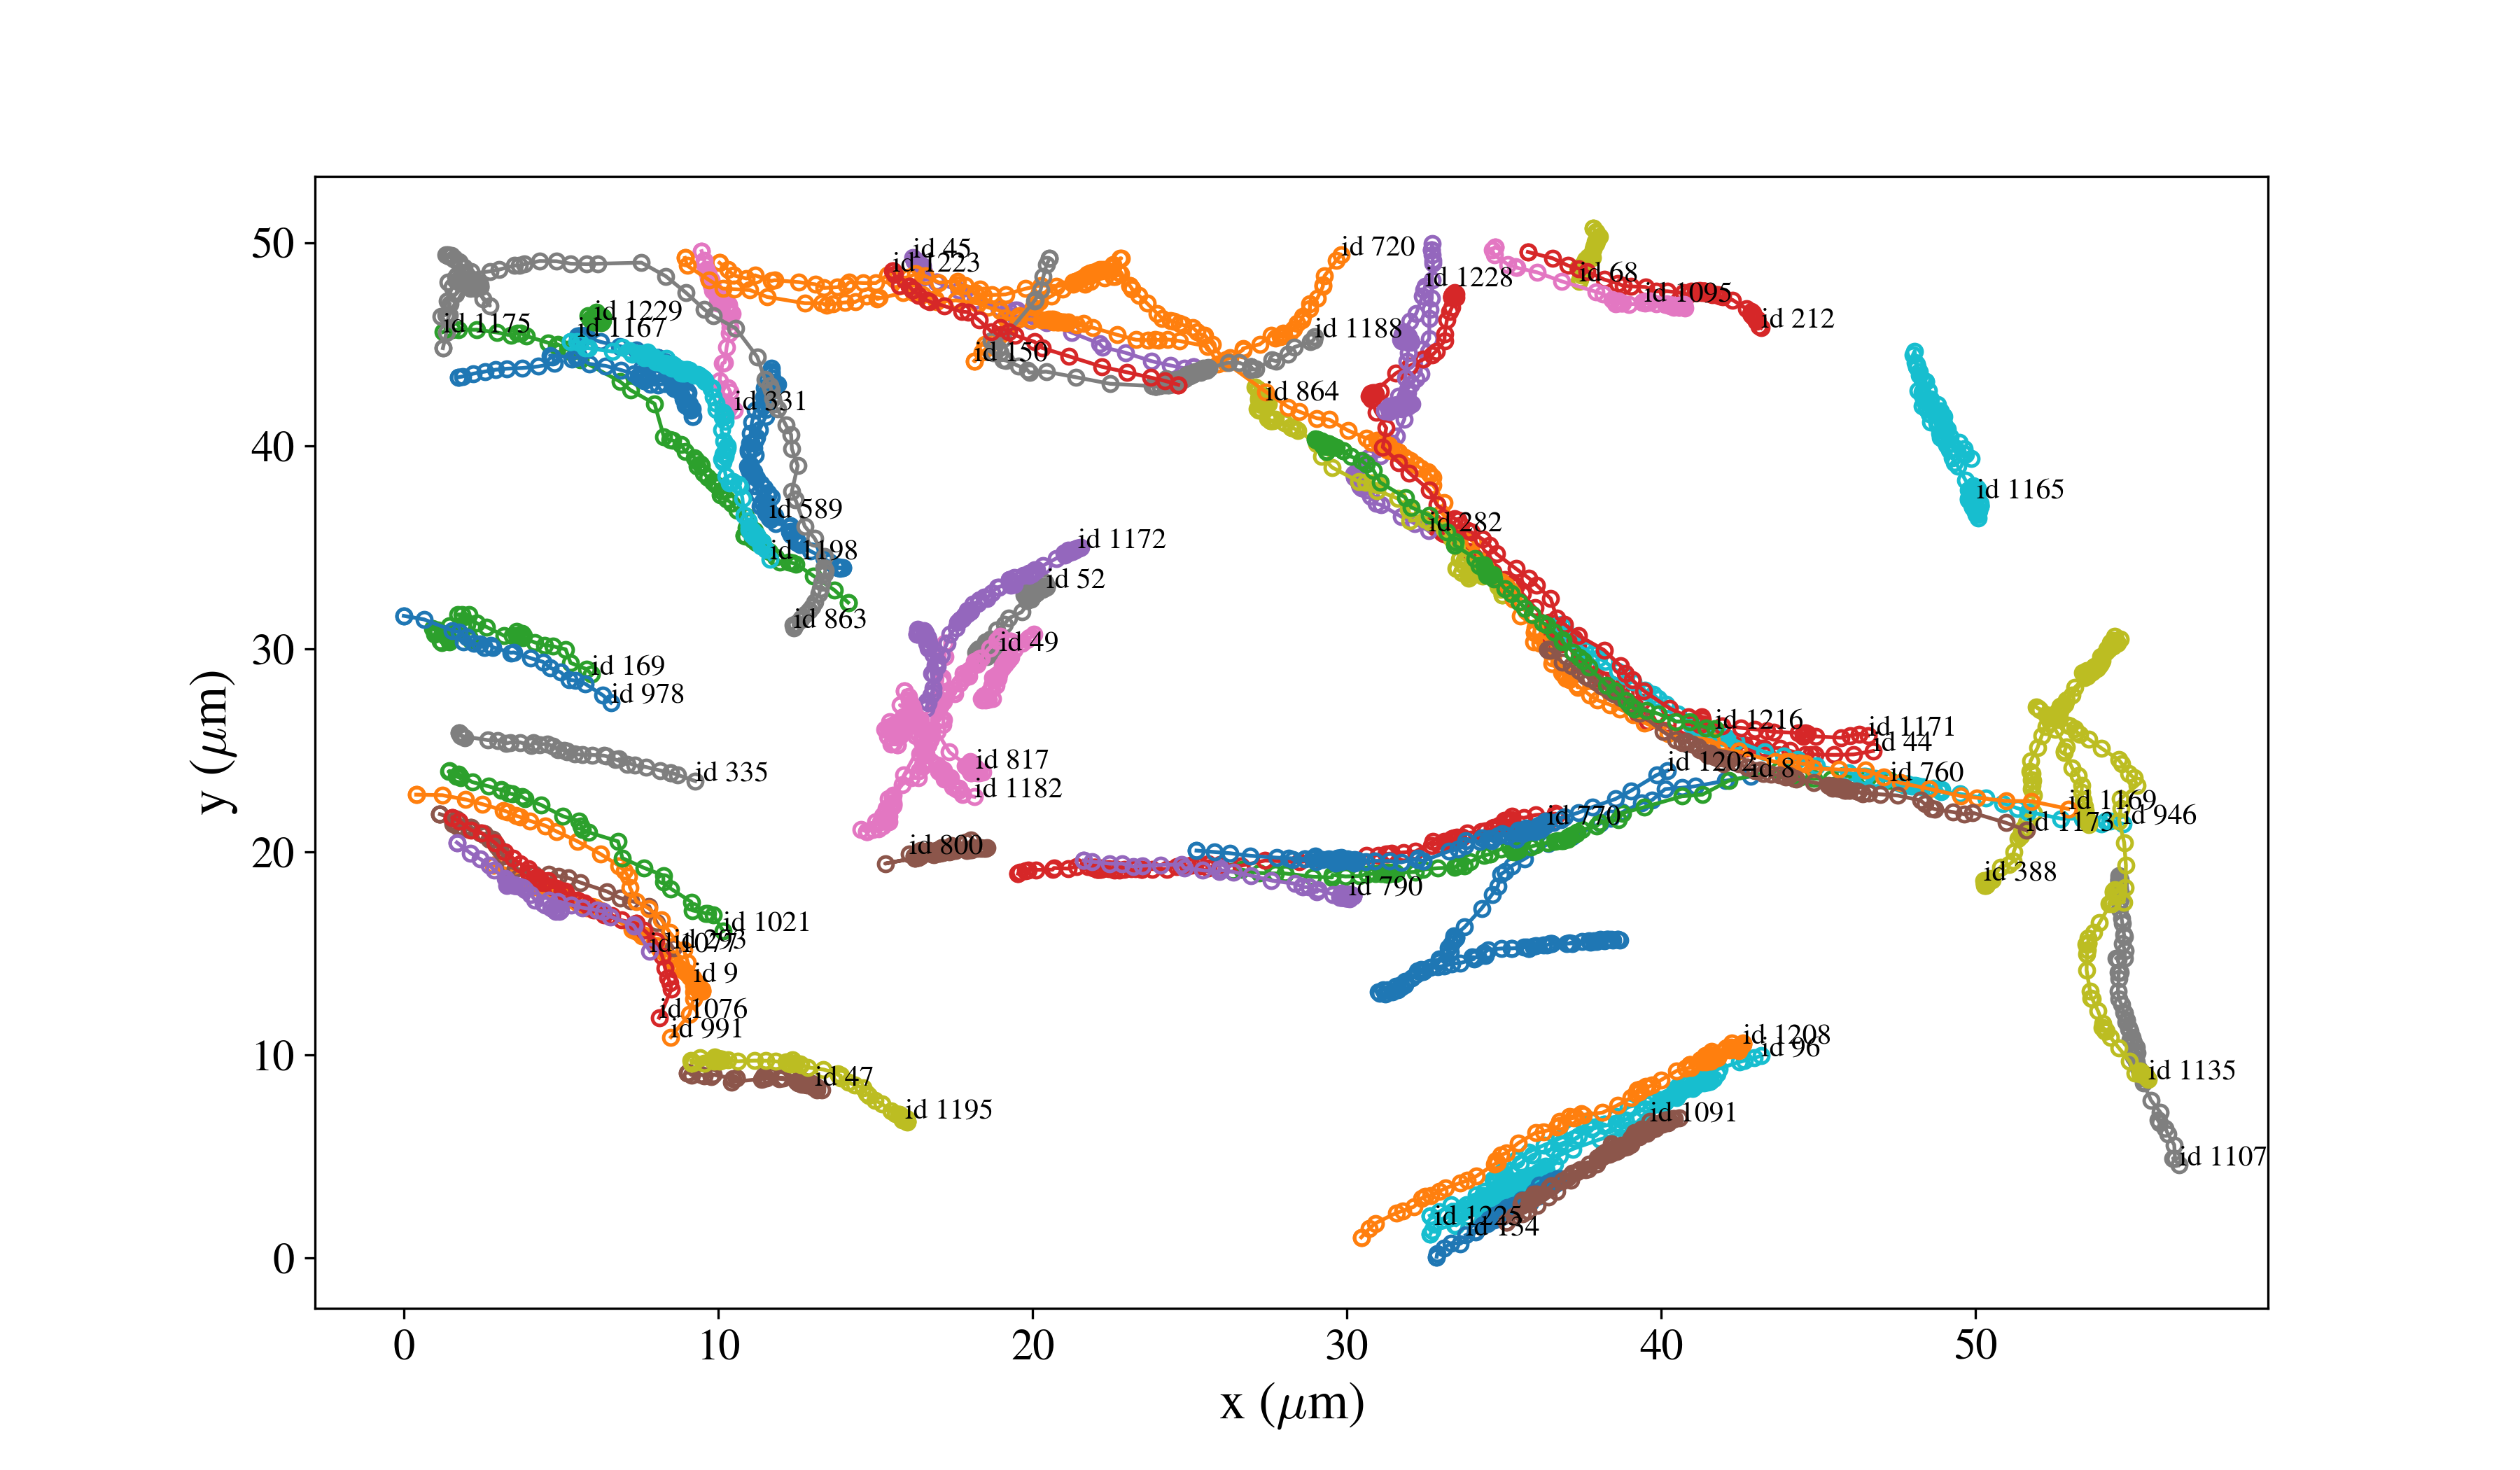 50
40
30
20
10
0
0
10
20
30
40
50
y (μm)
x (μm)
id 45
id 1223
id 720
id 1228
id 68
id 1095
id 212
id 1175
id 1229
id 1167
id 150
id 1188
id 864
id 331
id 1165
id 589
id 282
id 1198
id 1172
id 52
id 863
id 49
id 169
id 978
id 817
id 1182
id 335
id 1216
id 1171
id 44
id 1202
id 8
id 760
id 1169
id 946
id 1173
id 770
id 800
id 388
id 790
id 1021
id 293
id 1077
id 9
id 1076
id 991
id 47
id 1195
id 1208
id 96
id 1135
id 1091
id 1107
id 1225
id 134